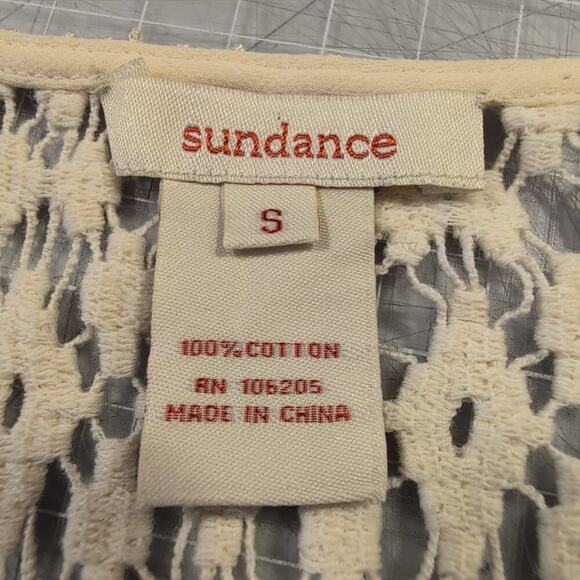 sundance
S
100% COTTON
RN 106205
MADE IN CHINA